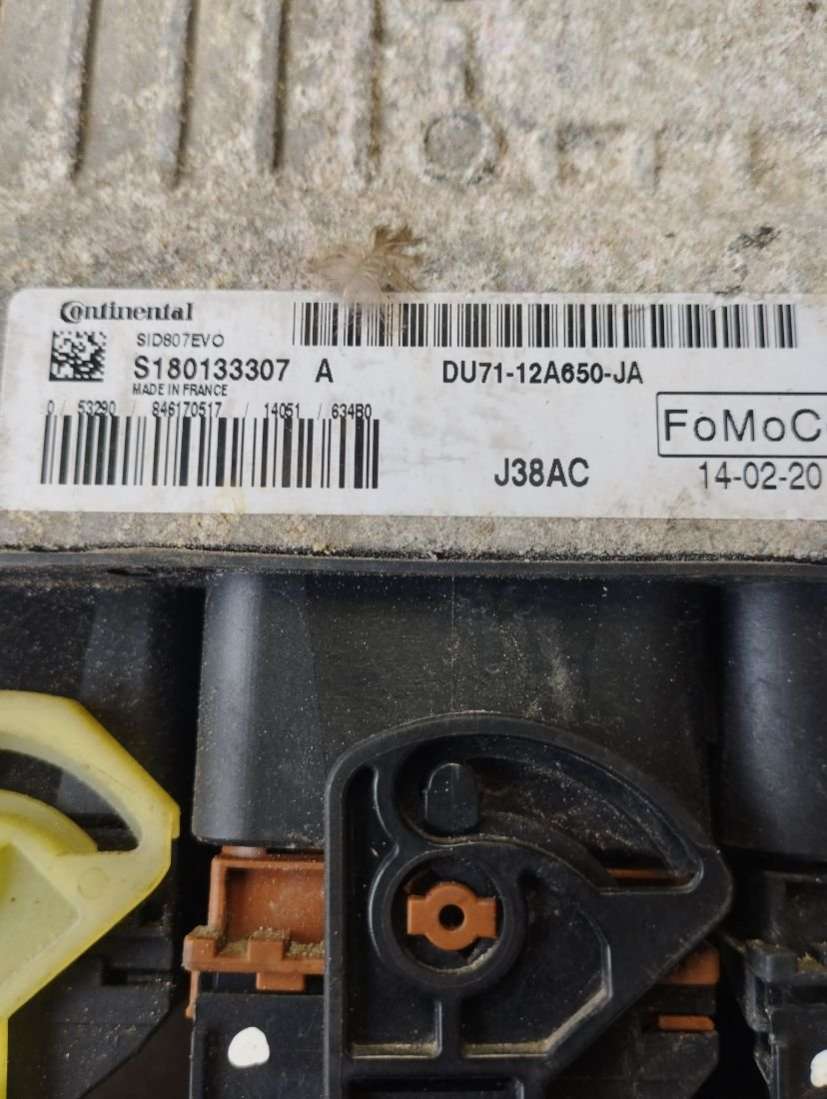 Continental
SID807EVO
S180133307 A
MADE IN FRANCE
DU71-12A650-JA
0 / 53290 / 846170517 / 14051 / 634B0
FoMoC
J38AC
14-02-20